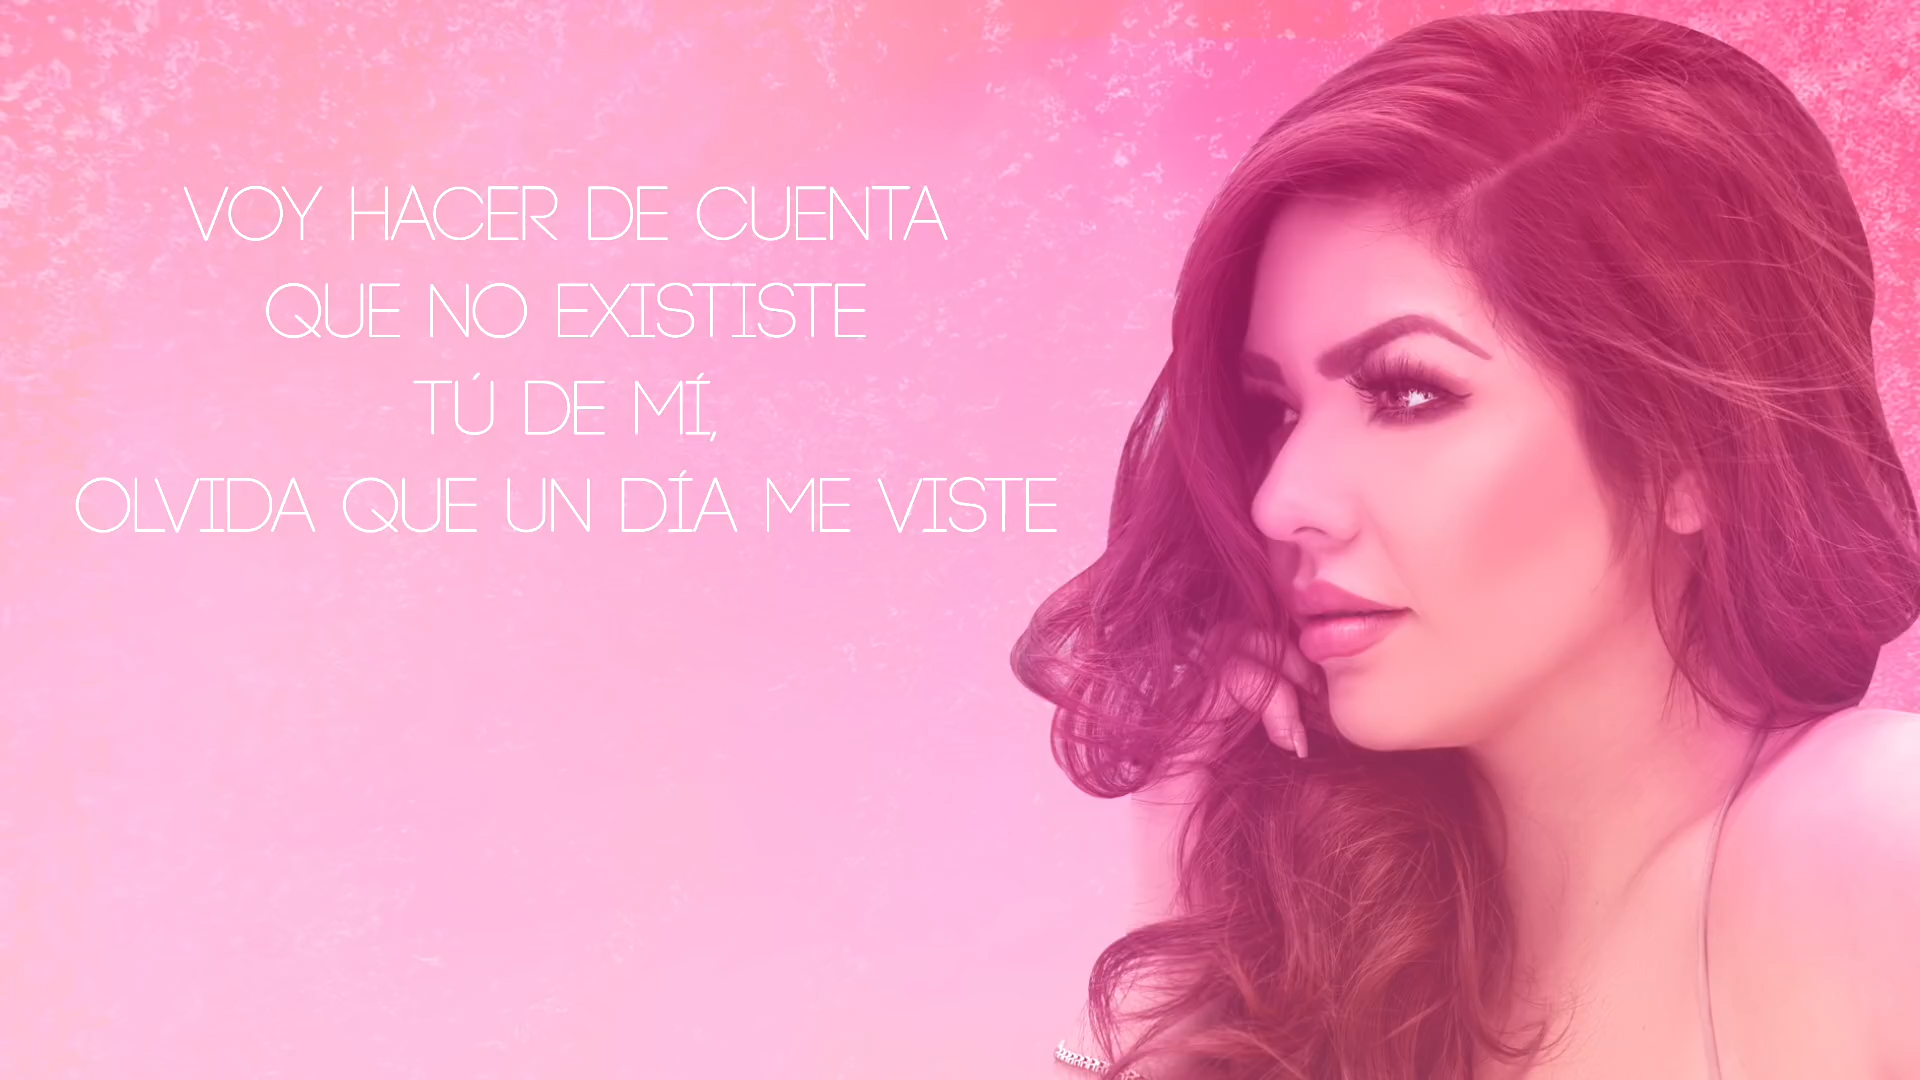 VOY HACER DE CUENTA
QUE NO EXISTISTE
TÚ DE MÍ,
OLVIDA QUE UN DÍA ME VISTE